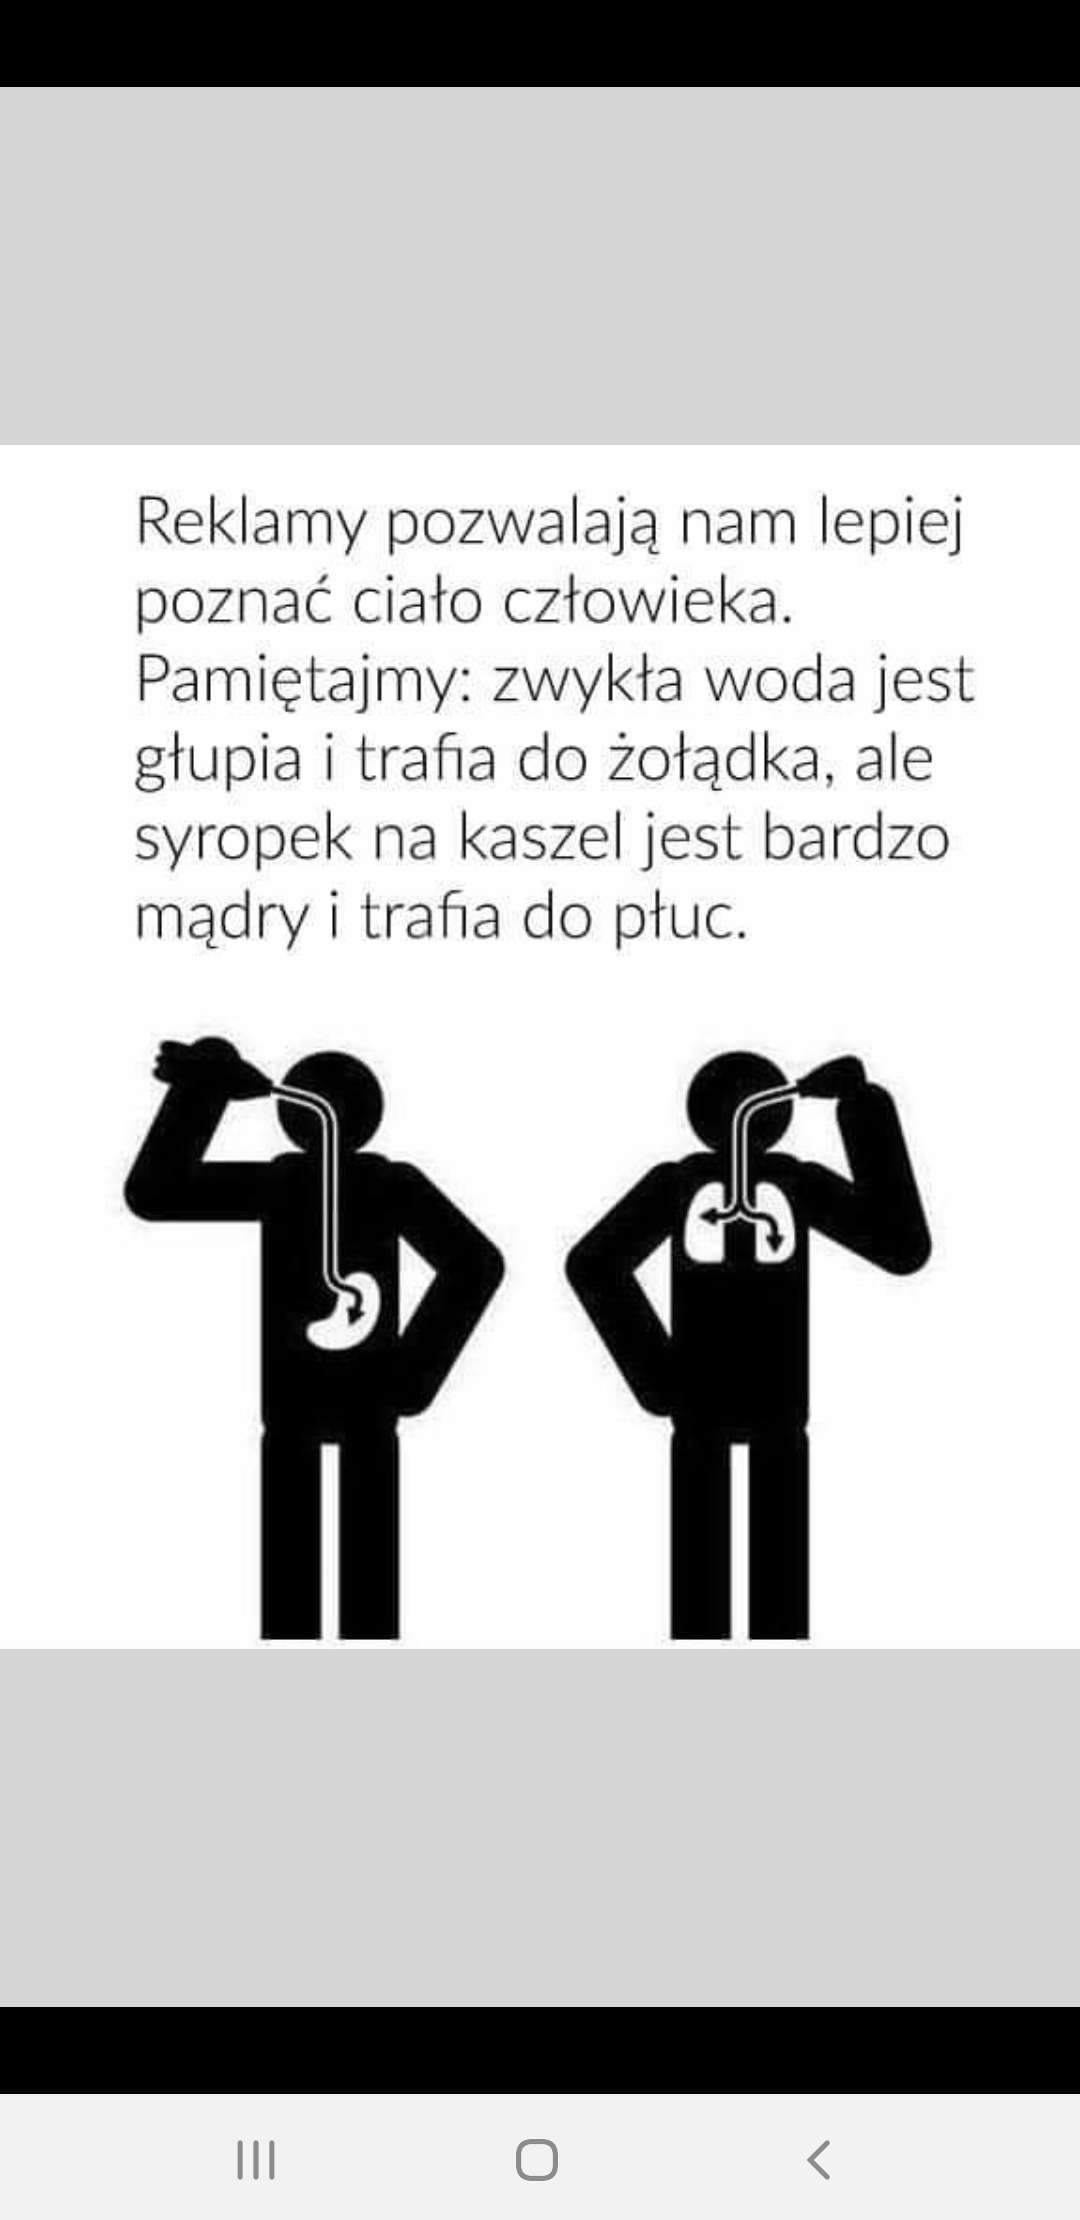 Reklamy pozwalają nam lepiej
poznać ciało człowieka.
Pamiętajmy: zwykła woda jest
głupia i trafia do żołądka, ale
syropek na kaszel jest bardzo
mądry i trafia do płuc.